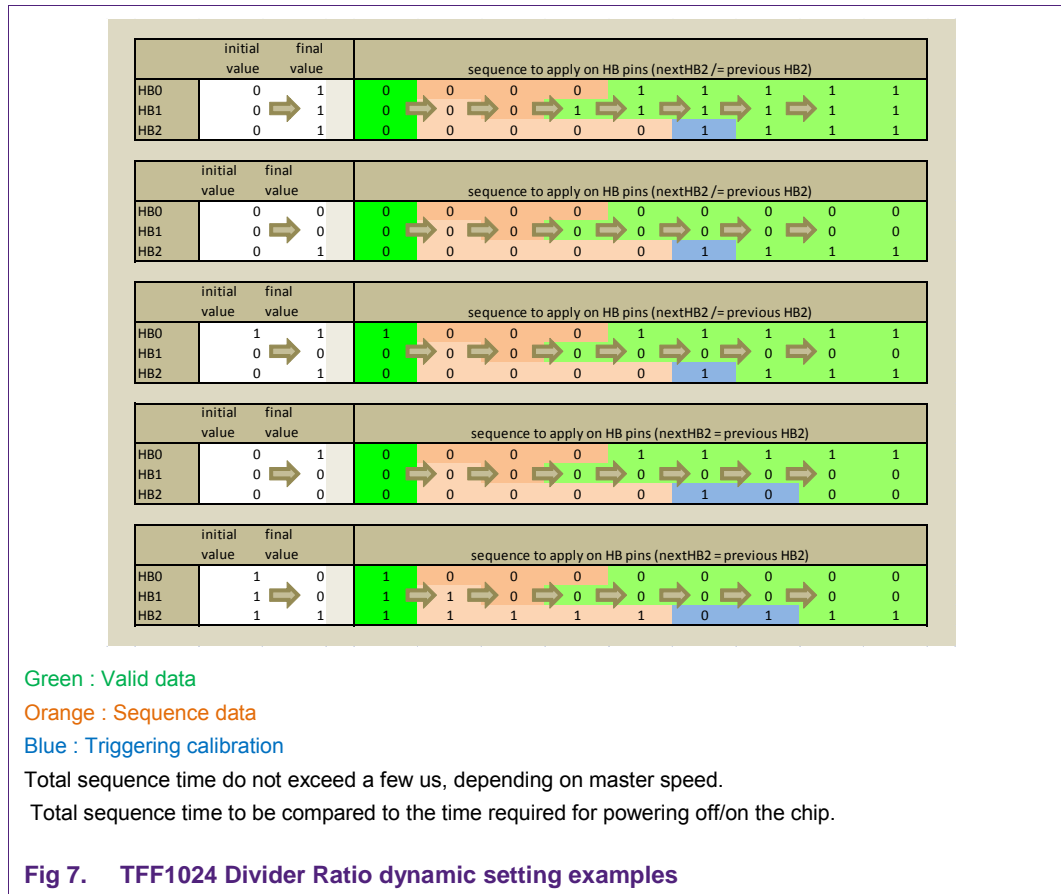 initial final
value value sequence to apply on HB pins (nextHB2 /= previous HB2)
HB0 0 1 0 0 0 0 1 1 1 1 1
HB1 0 1 0 0 0 1 1 1 1 1 1
HB2 0 1 0 0 0 0 0 1 1 1 1
initial final
value value sequence to apply on HB pins (nextHB2 /= previous HB2)
HB0 0 0 0 0 0 0 0 0 0 0 0
HB1 0 0 0 0 0 0 0 0 0 0 0
HB2 0 1 0 0 0 0 0 1 1 1 1
initial final
value value sequence to apply on HB pins (nextHB2 /= previous HB2)
HB0 1 1 1 0 0 0 1 1 1 1 1
HB1 0 0 0 0 0 0 0 0 0 0 0
HB2 0 1 0 0 0 0 0 1 1 1 1
initial final
value value sequence to apply on HB pins (nextHB2 = previous HB2)
HB0 0 1 0 0 0 0 1 1 1 1 1
HB1 0 0 0 0 0 0 0 0 0 0 0
HB2 0 0 0 0 0 0 0 1 0 0 0
initial final
value value sequence to apply on HB pins (nextHB2 = previous HB2)
HB0 1 0 1 0 0 0 0 0 0 0 0
HB1 1 0 1 1 0 0 0 0 0 0 0
HB2 1 1 1 1 1 1 1 0 1 1 1
Green : Valid data
Orange : Sequence data
Blue : Triggering calibration
Total sequence time do not exceed a few us, depending on master speed.
Total sequence time to be compared to the time required for powering off/on the chip.
Fig 7. TFF1024 Divider Ratio dynamic setting examples